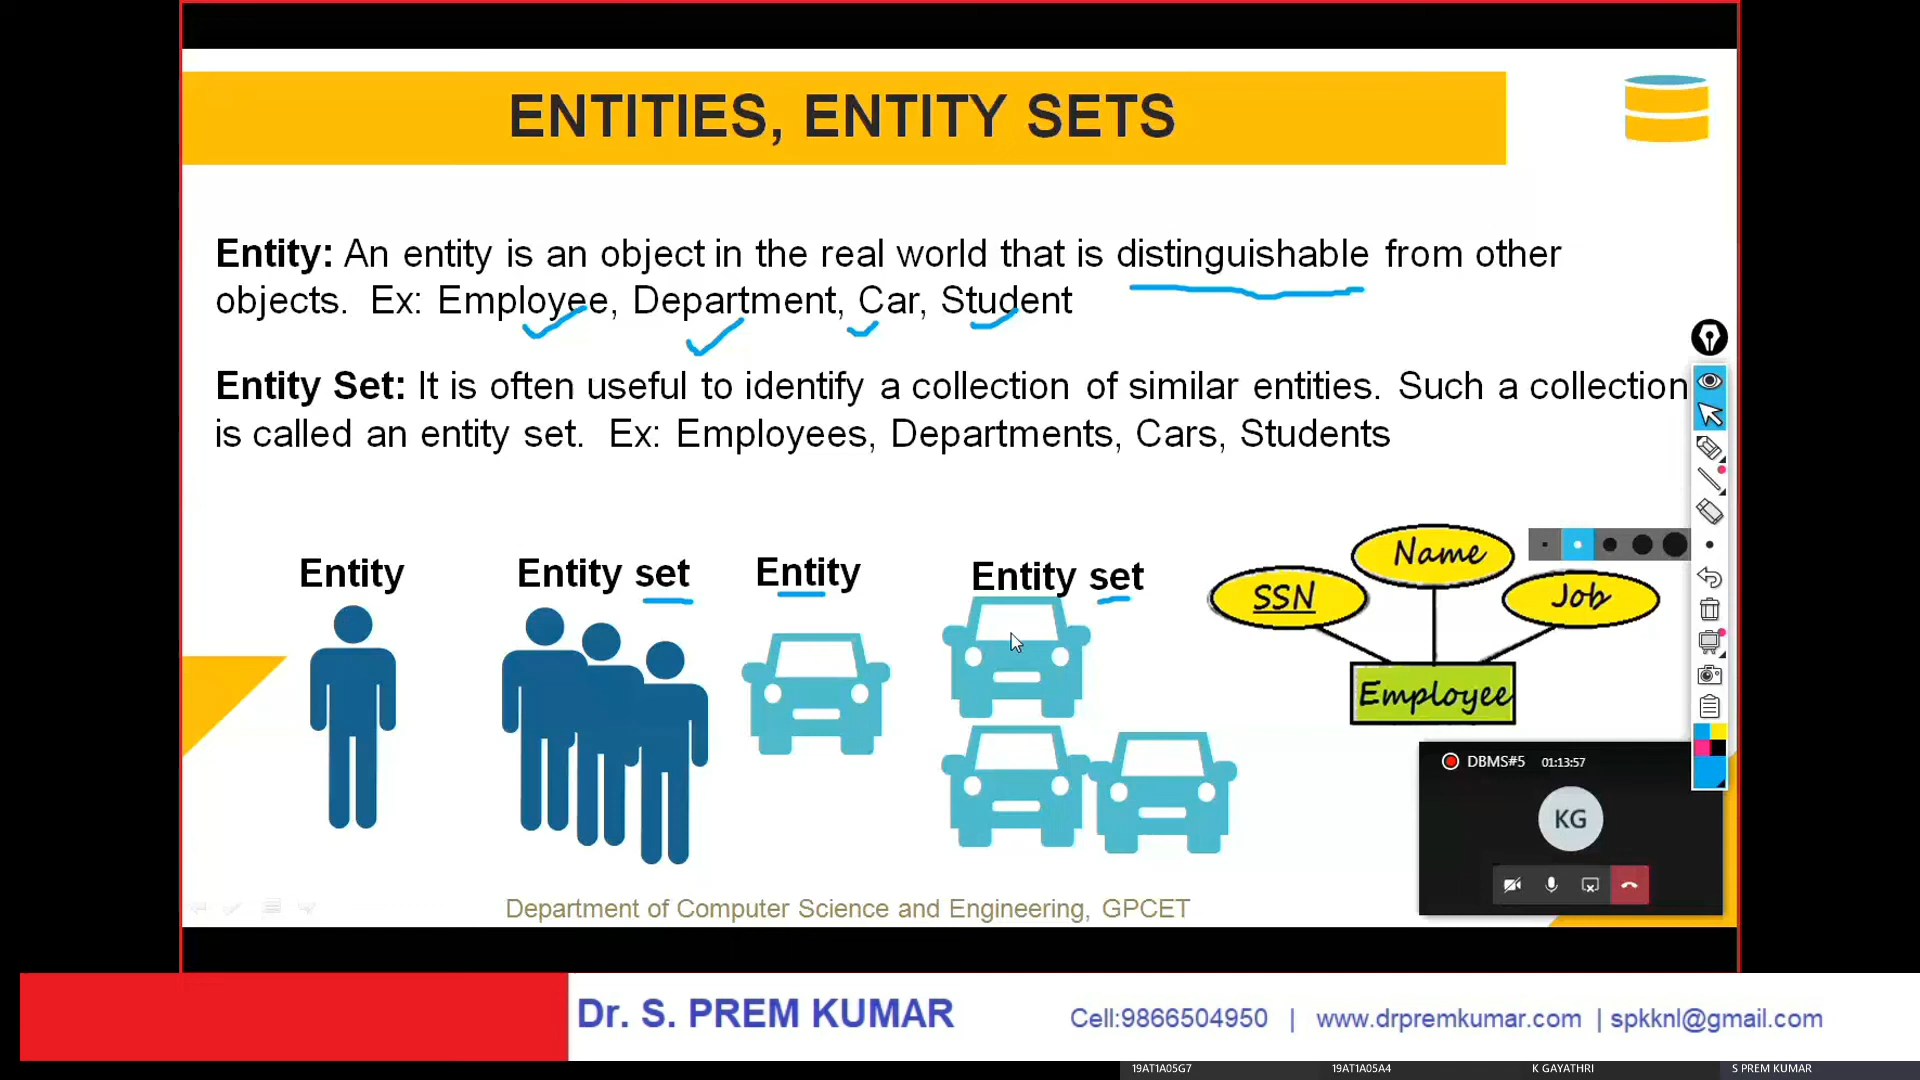 ENTITIES, ENTITY SETS
Entity: An entity is an object in the real world that is distinguishable from other
objects. Ex: Employee, Department, Car, Student
Entity Set: It is often useful to identify a collection of similar entities. Such a collection
is called an entity set. Ex: Employees, Departments, Cars, Students
Entity
Entity set
Entity
Entity set
Name
SSN
Job
Employee
DBMS#5 01:13:57
KG
Department of Computer Science and Engineering, GPCET
Dr. S. PREM KUMAR
Cell:9866504950 | www.drpremkumar.com | spkknl@gmail.com
19AT1A05G7
19AT1A05A4
K GAYATHRI
S PREM KUMAR